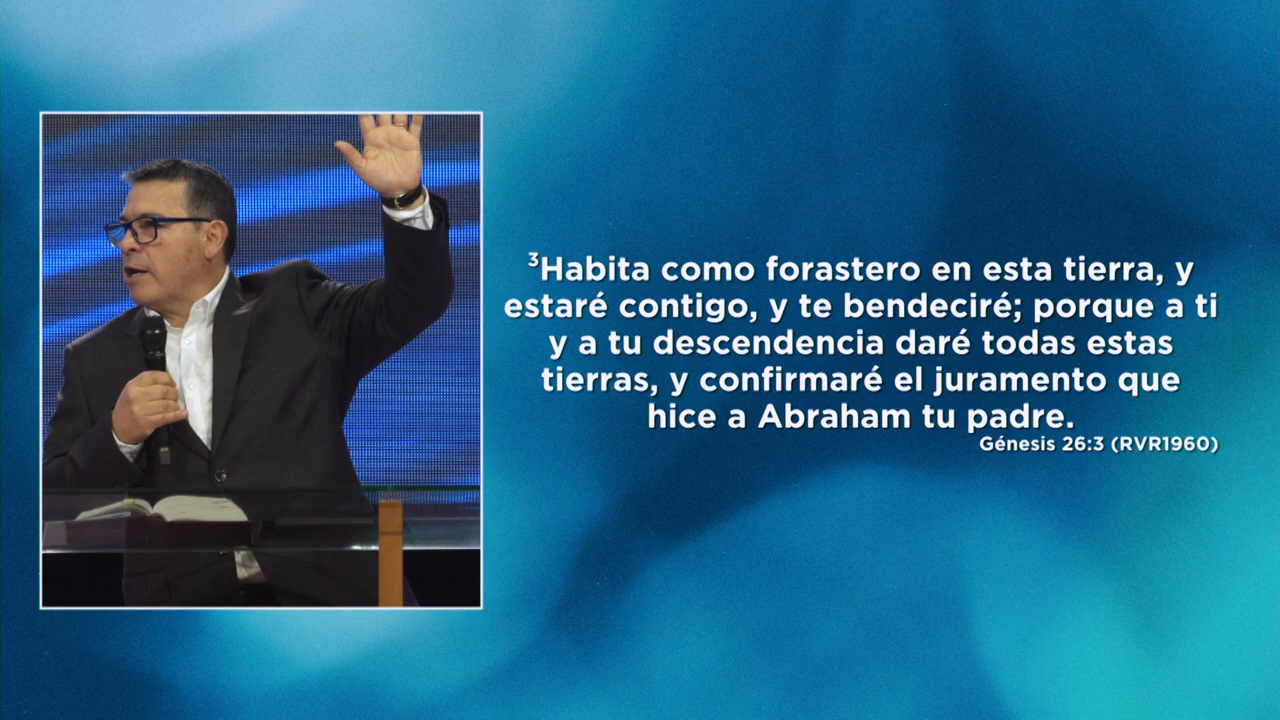 ³Habita como forastero en esta tierra, y
estaré contigo, y te bendeciré; porque a ti
y a tu descendencia daré todas estas
tierras, y confirmaré el juramento que
hice a Abraham tu padre.
Génesis 26:3 (RVR1960)